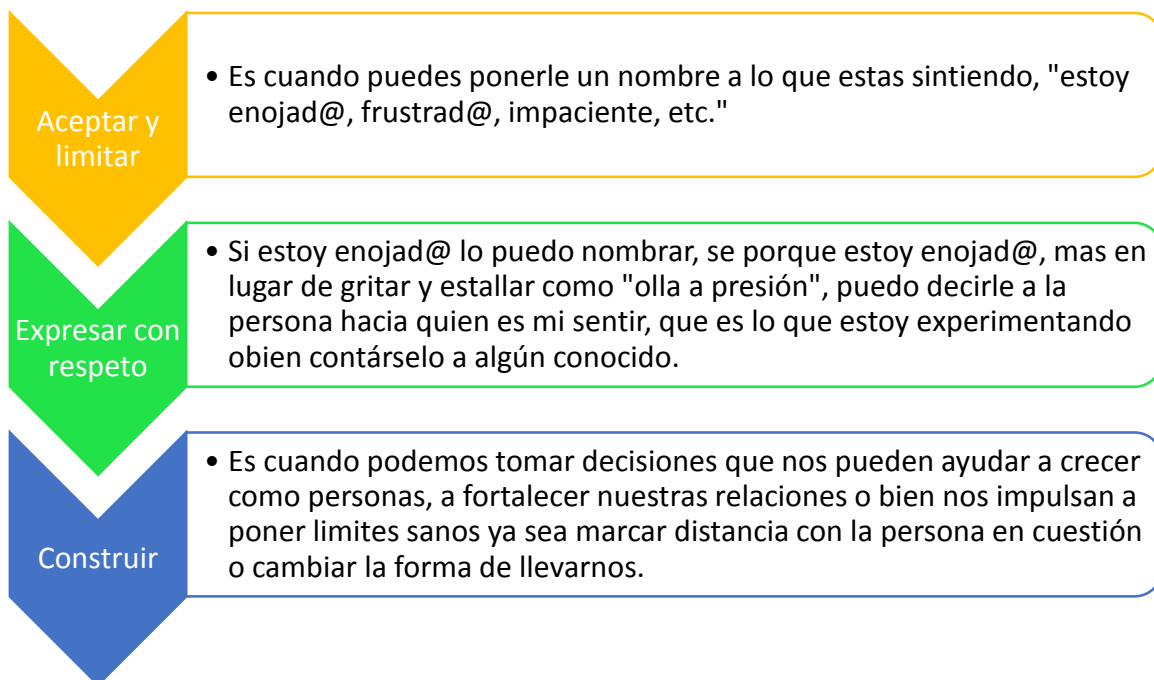 Aceptar y
limitar
• Es cuando puedes ponerle un nombre a lo que estas sintiendo, "estoy
enojad@, frustrad@, impaciente, etc."
Expresar con
respeto
• Si estoy enojad@ lo puedo nombrar, se porque estoy enojad@, mas en
lugar de gritar y estallar como "olla a presión", puedo decirle a la
persona hacia quien es mi sentir, que es lo que estoy experimentando
obien contárselo a algún conocido.
Construir
• Es cuando podemos tomar decisiones que nos pueden ayudar a crecer
como personas, a fortalecer nuestras relaciones o bien nos impulsan a
poner limites sanos ya sea marcar distancia con la persona en cuestión
o cambiar la forma de llevarnos.